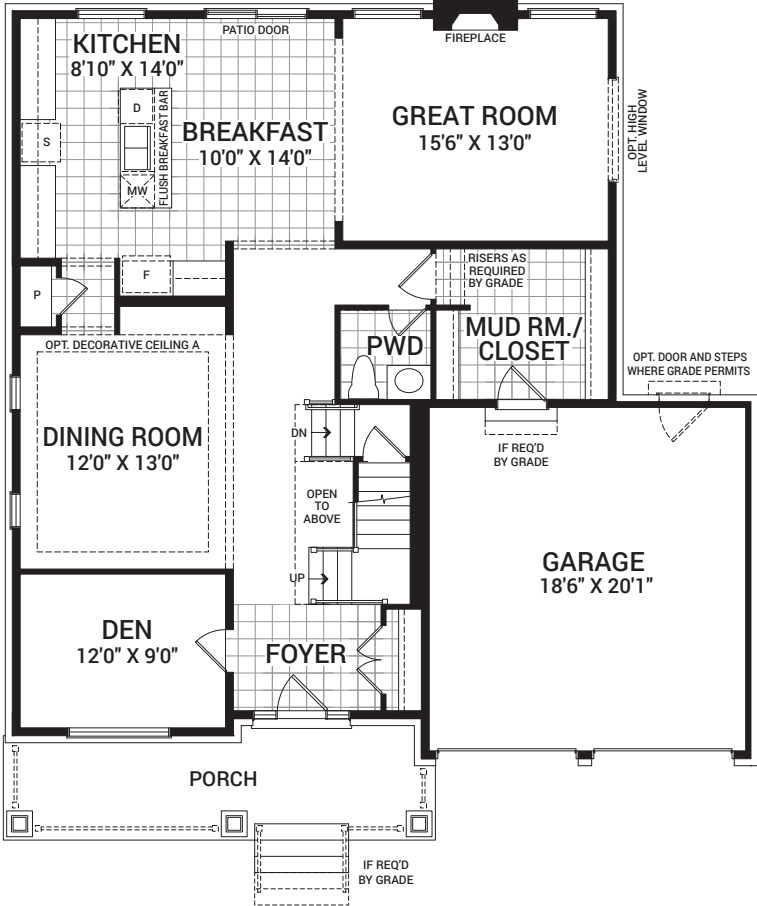 KITCHEN
8'10" X 14'0"
PATIO DOOR
FIREPLACE
D
S
MW
FLUSH BREAKFAST BAR
BREAKFAST
10'0" X 14'0"
GREAT ROOM
15'6" X 13'0"
OPT. HIGH
LEVEL WINDOW
P
F
RISERS AS
REQUIRED
BY GRADE
OPT. DECORATIVE CEILING A
PWD
MUD RM./
CLOSET
OPT. DOOR AND STEPS
WHERE GRADE PERMITS
DINING ROOM
12'0" X 13'0"
DN
IF REQ'D
BY GRADE
OPEN
TO
ABOVE
UP
GARAGE
18'6" X 20'1"
DEN
12'0" X 9'0"
FOYER
PORCH
IF REQ'D
BY GRADE